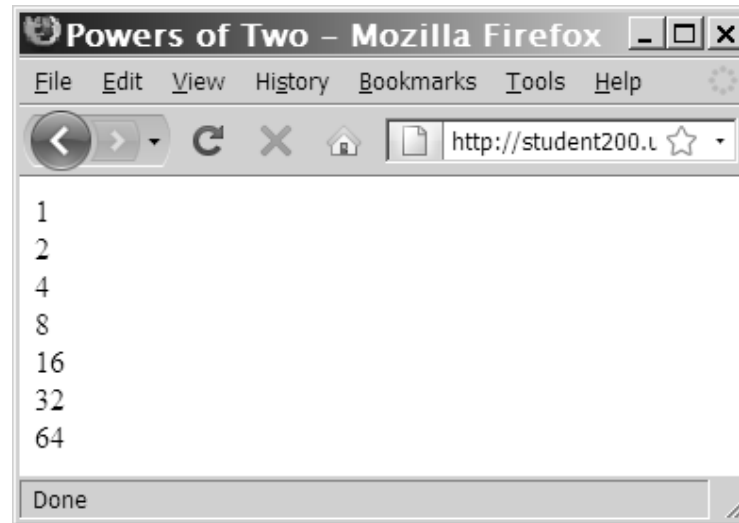 Powers of Two – Mozilla Firefox
File Edit View History Bookmarks Tools Help
http://student200.u
1
2
4
8
16
32
64
Done